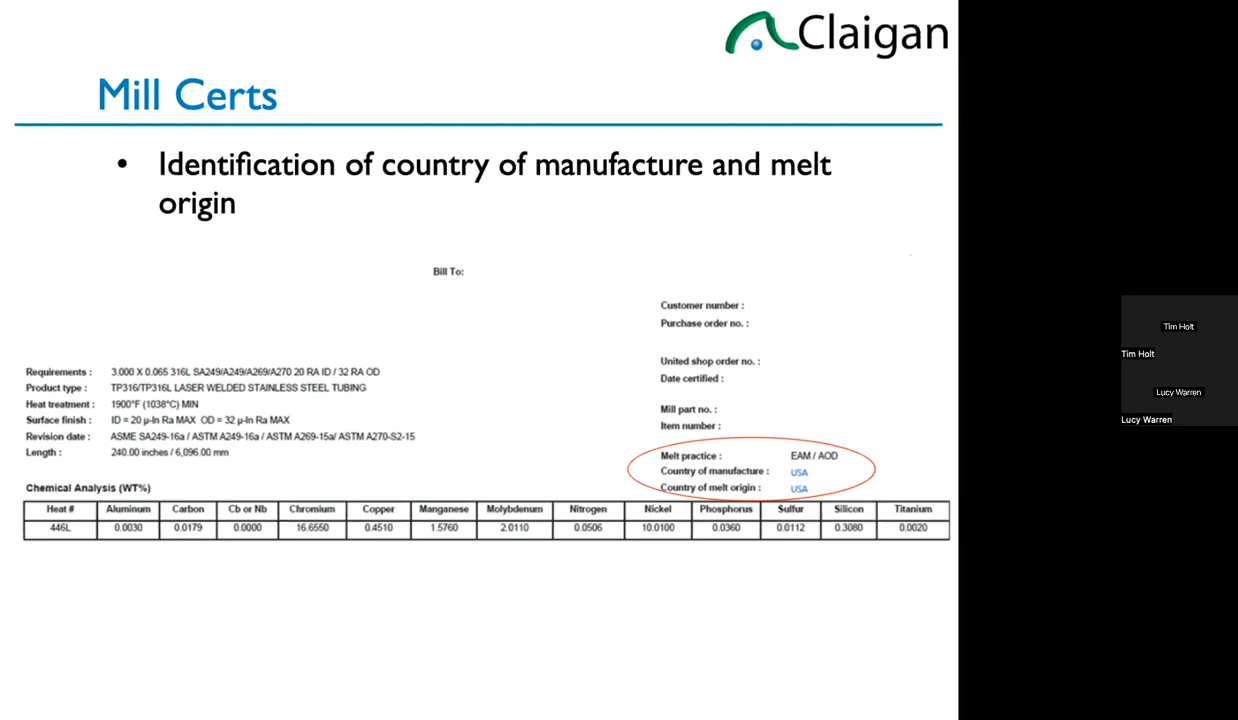 Claigan
Mill Certs
• Identification of country of manufacture and melt
origin
Bill To:
Customer number :
Purchase order no. :
United shop order no. :
Date certified :
Mill part no. :
Item number :
Requirements : 3.000 X 0.065 316L SA249/A249/A269/A270 20 RA ID / 32 RA OD
Product type : TP316/TP316L LASER WELDED STAINLESS STEEL TUBING
Heat treatment : 1900°F (1038°C) MIN
Surface finish : ID = 20 µ-In Ra MAX OD = 32 µ-In Ra MAX
Revision date : ASME SA249-16a / ASTM A249-16a / ASTM A269-15a/ ASTM A270-S2-15
Length : 240.00 inches / 6,096.00 mm
Melt practice : EAM / AOD
Country of manufacture : USA
Country of melt origin : USA
Chemical Analysis (WT%)
Heat # Aluminum Carbon Cb or Nb Chromium Copper Manganese Molybdenum Nitrogen Nickel Phosphorus Sulfur Silicon Titanium
446L 0.0030 0.0179 0.0000 16.6550 0.4510 1.5760 2.0110 0.0506 10.0100 0.0360 0.0112 0.3080 0.0020
Tim Holt
Tim Holt
Lucy Warren
Lucy Warren